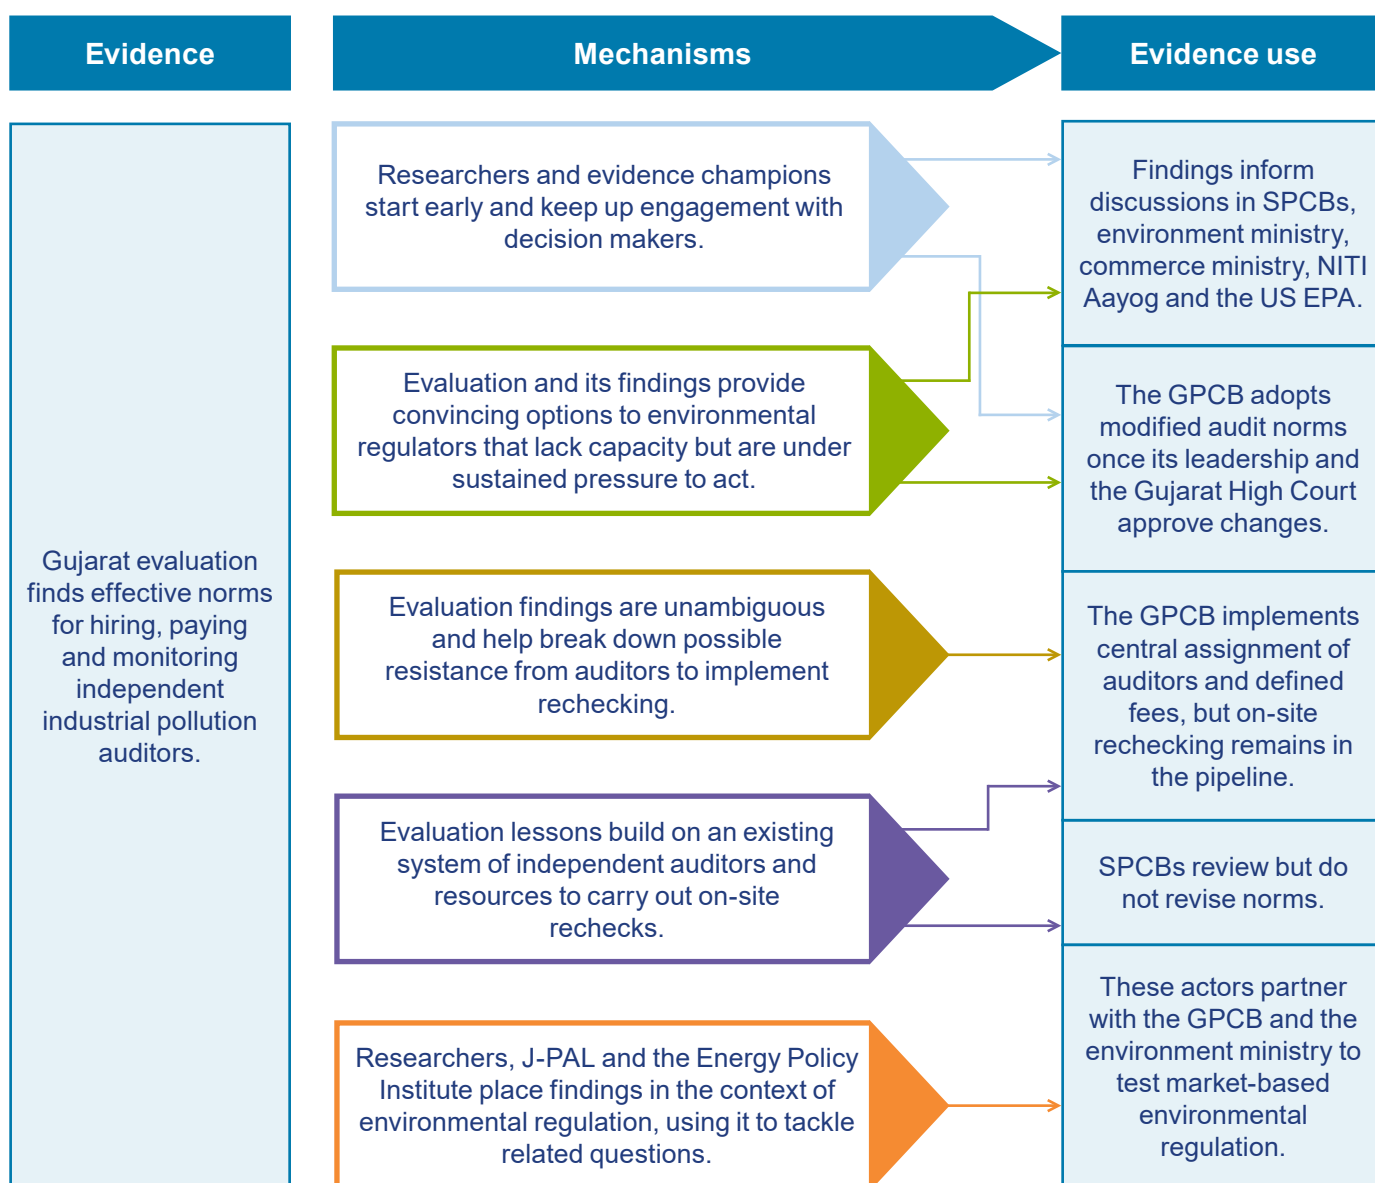 Evidence
Mechanisms
Evidence use
Gujarat evaluation
finds effective norms
for hiring, paying
and monitoring
independent
industrial pollution
auditors.
Researchers and evidence champions
start early and keep up engagement with
decision makers.
Evaluation and its findings provide
convincing options to environmental
regulators that lack capacity but are under
sustained pressure to act.
Evaluation findings are unambiguous
and help break down possible
resistance from auditors to implement
rechecking.
Evaluation lessons build on an existing
system of independent auditors and
resources to carry out on-site
rechecks.
Researchers, J-PAL and the Energy Policy
Institute place findings in the context of
environmental regulation, using it to tackle
related questions.
Findings inform
discussions in SPCBs,
environment ministry,
commerce ministry, NITI
Aayog and the US EPA.
The GPCB adopts
modified audit norms
once its leadership and
the Gujarat High Court
approve changes.
The GPCB implements
central assignment of
auditors and defined
fees, but on-site
rechecking remains in
the pipeline.
SPCBs review but do
not revise norms.
These actors partner
with the GPCB and the
environment ministry to
test market-based
environmental
regulation.